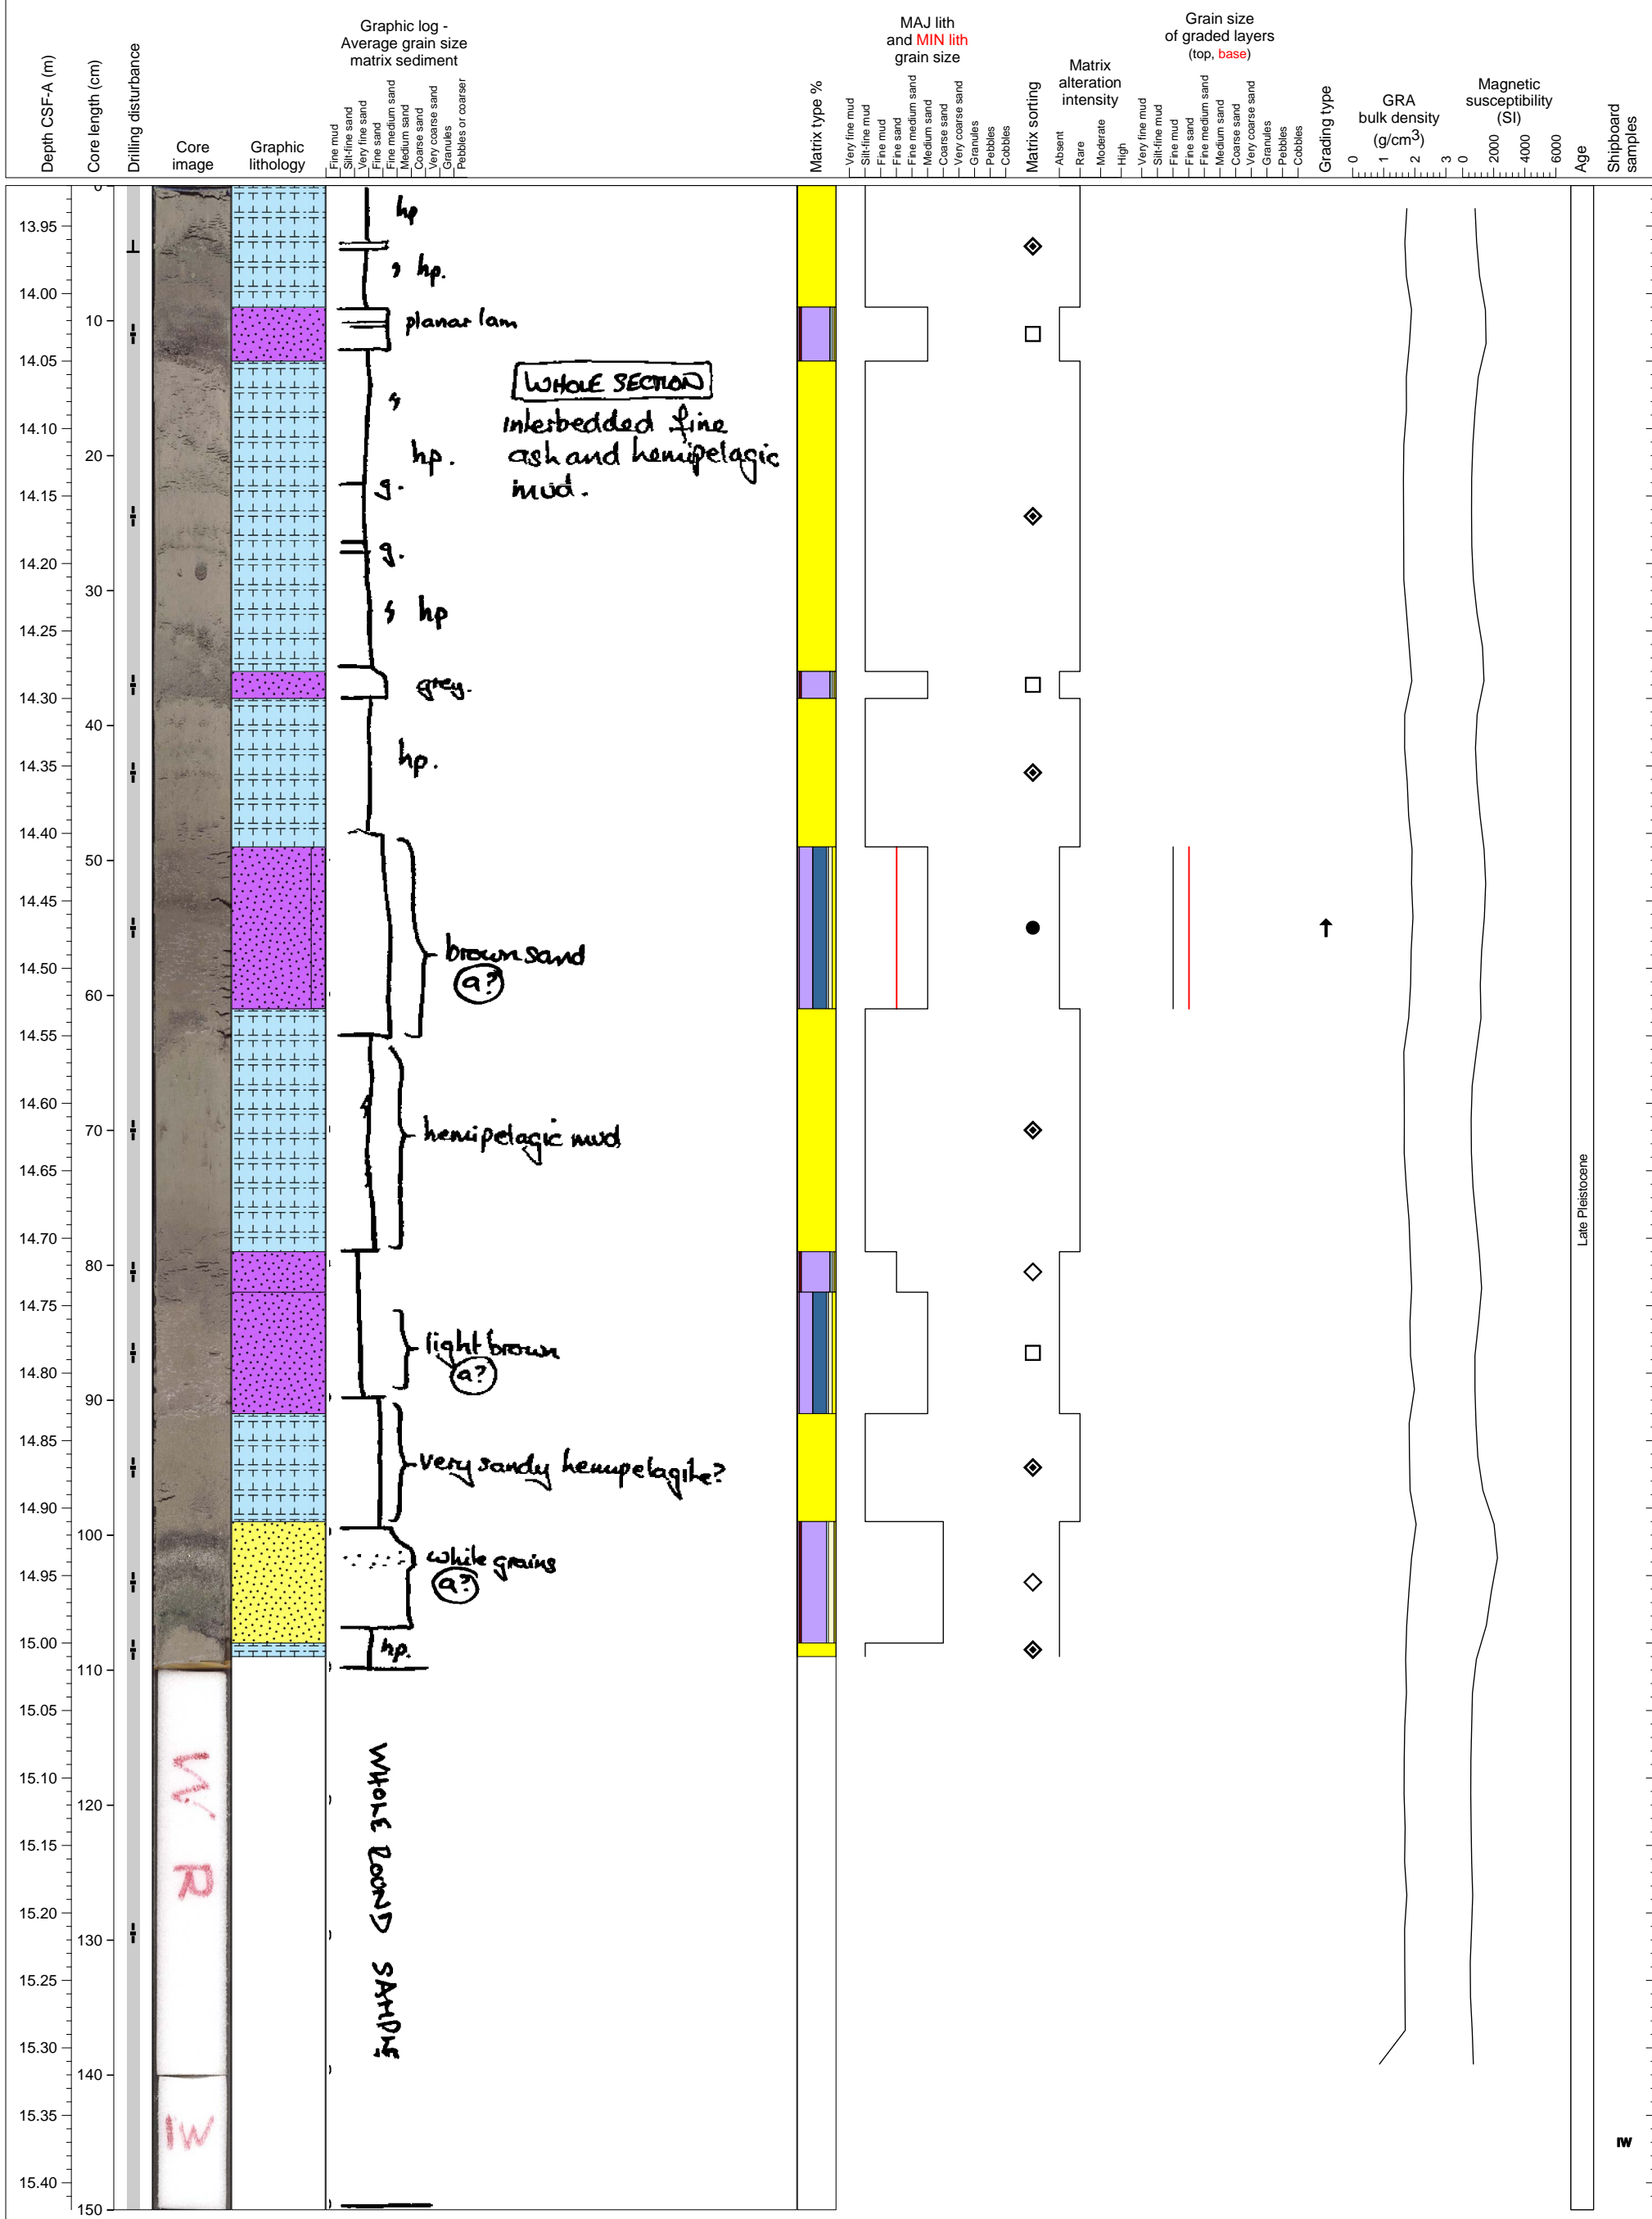 Depth CSF-A (m)
Core length (cm)
Drilling disturbance
Core
image
Graphic
lithology
Graphic log -
Average grain size
matrix sediment
Fine mud
Silt-fine sand
Very fine sand
Fine sand
Fine medium sand
Medium sand
Coarse sand
Very coarse sand
Granules
Pebbles or coarser
Matrix type %
MAJ lith
and MIN lith
grain size
Very fine mud
Silt-fine mud
Fine mud
Fine sand
Fine medium sand
Medium sand
Coarse sand
Very coarse sand
Granules
Pebbles
Cobbles
Matrix sorting
Matrix
alteration
intensity
Absent
Rare
Moderate
High
Grain size
of graded layers
(top, base)
Very fine mud
Silt-fine mud
Fine mud
Fine sand
Fine medium sand
Medium sand
Coarse sand
Very coarse sand
Granules
Pebbles
Cobbles
Grading type
GRA
bulk density
(g/cm3)
0 1 2 3
Magnetic
susceptibility
(SI)
0 2000 4000 6000
Age
Shipboard
samples
0
13.95
14.00
10
14.05
14.10
20
14.15
14.20
30
14.25
14.30
40
14.35
14.40
50
14.45
14.50
60
14.55
14.60
70
14.65
14.70
80
14.75
14.80
90
14.85
14.90
100
14.95
15.00
110
15.05
15.10
120
15.15
15.20
130
15.25
15.30
140
15.35
15.40
150
hp
hp.
planar lam
WHOLE SECTION
Interbedded fine
ash and hemipelagic
mud.
hp.
g.
g.
hp
grey.
hp.
brown sand
a?
hemipelagic mud
light brown
a?
very sandy hemipelagite?
white grains
a?
hp.
WHOLE ROUND SAMPLE
W R
IW
Late Pleistocene
IW